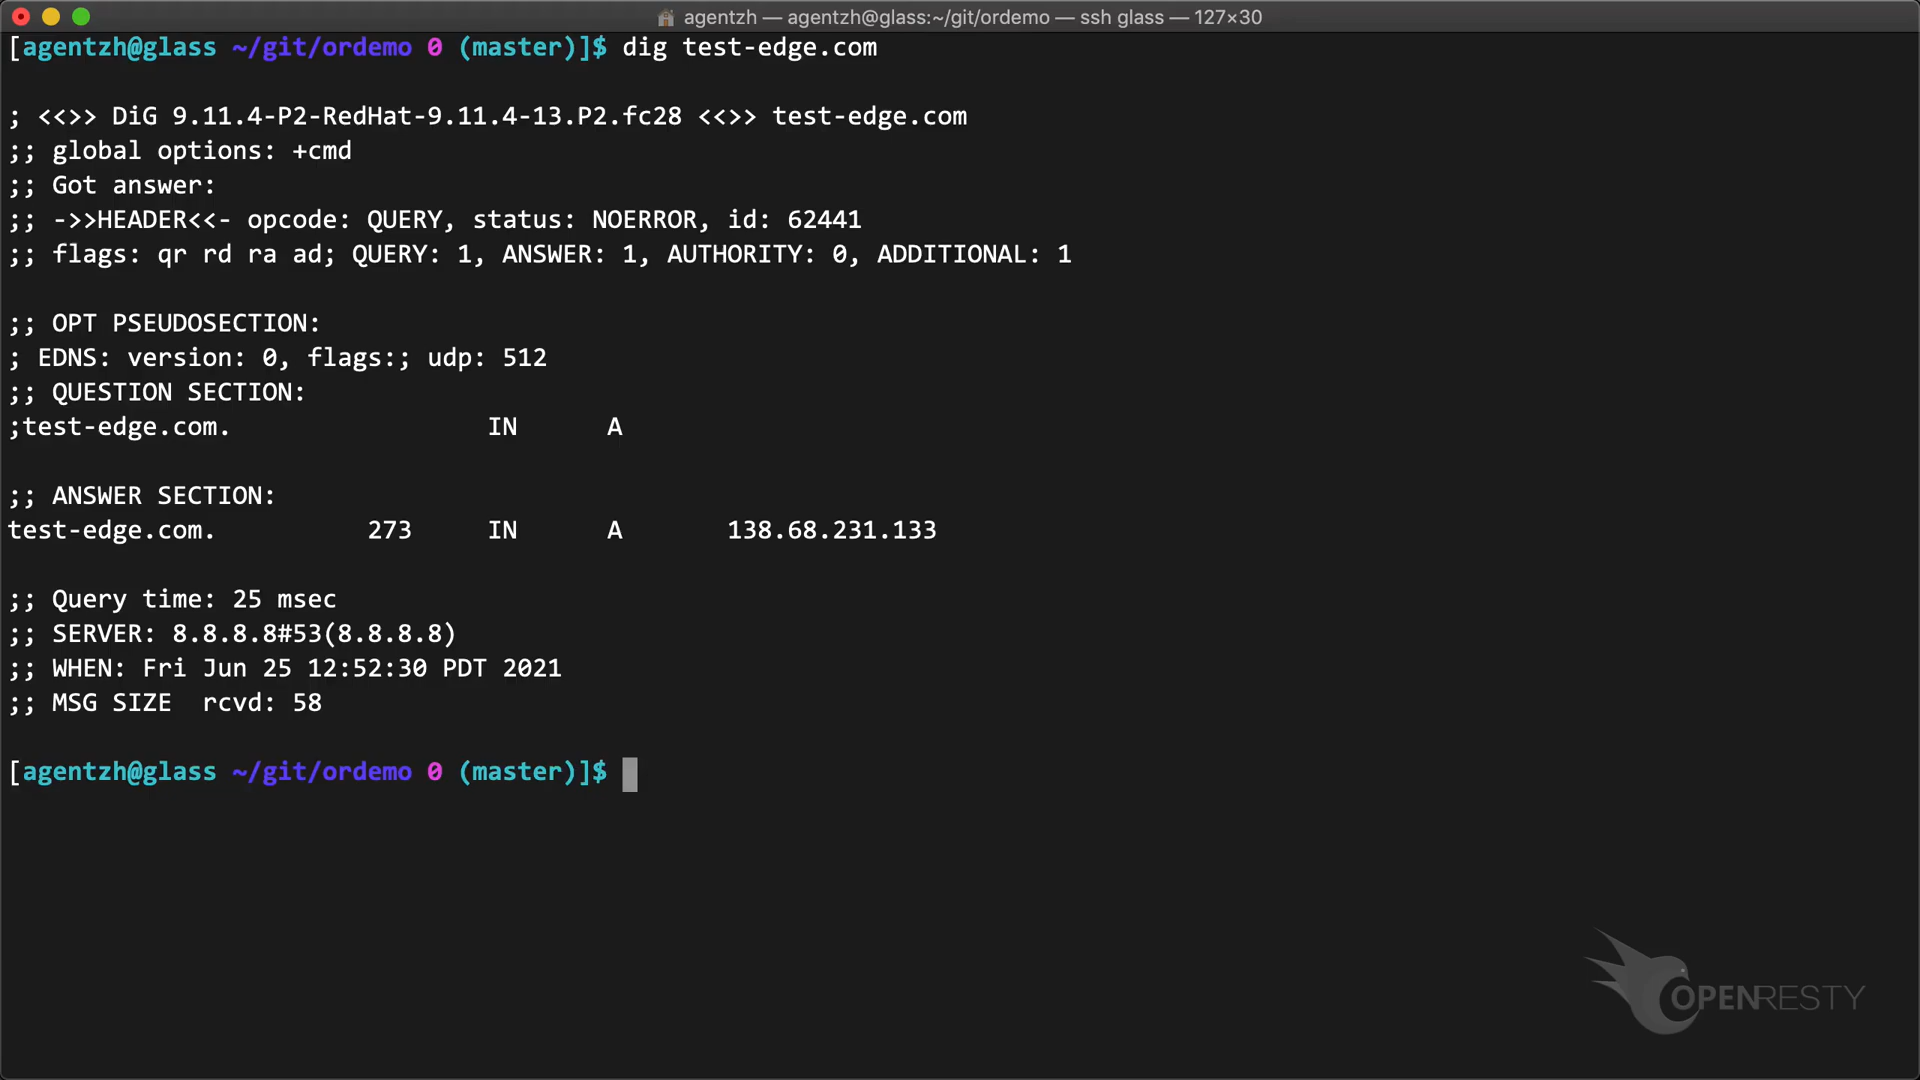 agentzh — agentzh@glass:~/git/ordemo — ssh glass — 127×30
[agentzh@glass ~/git/ordemo 0 (master)]$ dig test-edge.com
; <<>> DiG 9.11.4-P2-RedHat-9.11.4-13.P2.fc28 <<>> test-edge.com
;; global options: +cmd
;; Got answer:
;; ->>HEADER<<- opcode: QUERY, status: NOERROR, id: 62441
;; flags: qr rd ra ad; QUERY: 1, ANSWER: 1, AUTHORITY: 0, ADDITIONAL: 1
;; OPT PSEUDOSECTION:
; EDNS: version: 0, flags:; udp: 512
;; QUESTION SECTION:
;test-edge.com. IN A
;; ANSWER SECTION:
test-edge.com. 273 IN A 138.68.231.133
;; Query time: 25 msec
;; SERVER: 8.8.8.8#53(8.8.8.8)
;; WHEN: Fri Jun 25 12:52:30 PDT 2021
;; MSG SIZE  rcvd: 58
[agentzh@glass ~/git/ordemo 0 (master)]$
OPENRESTY